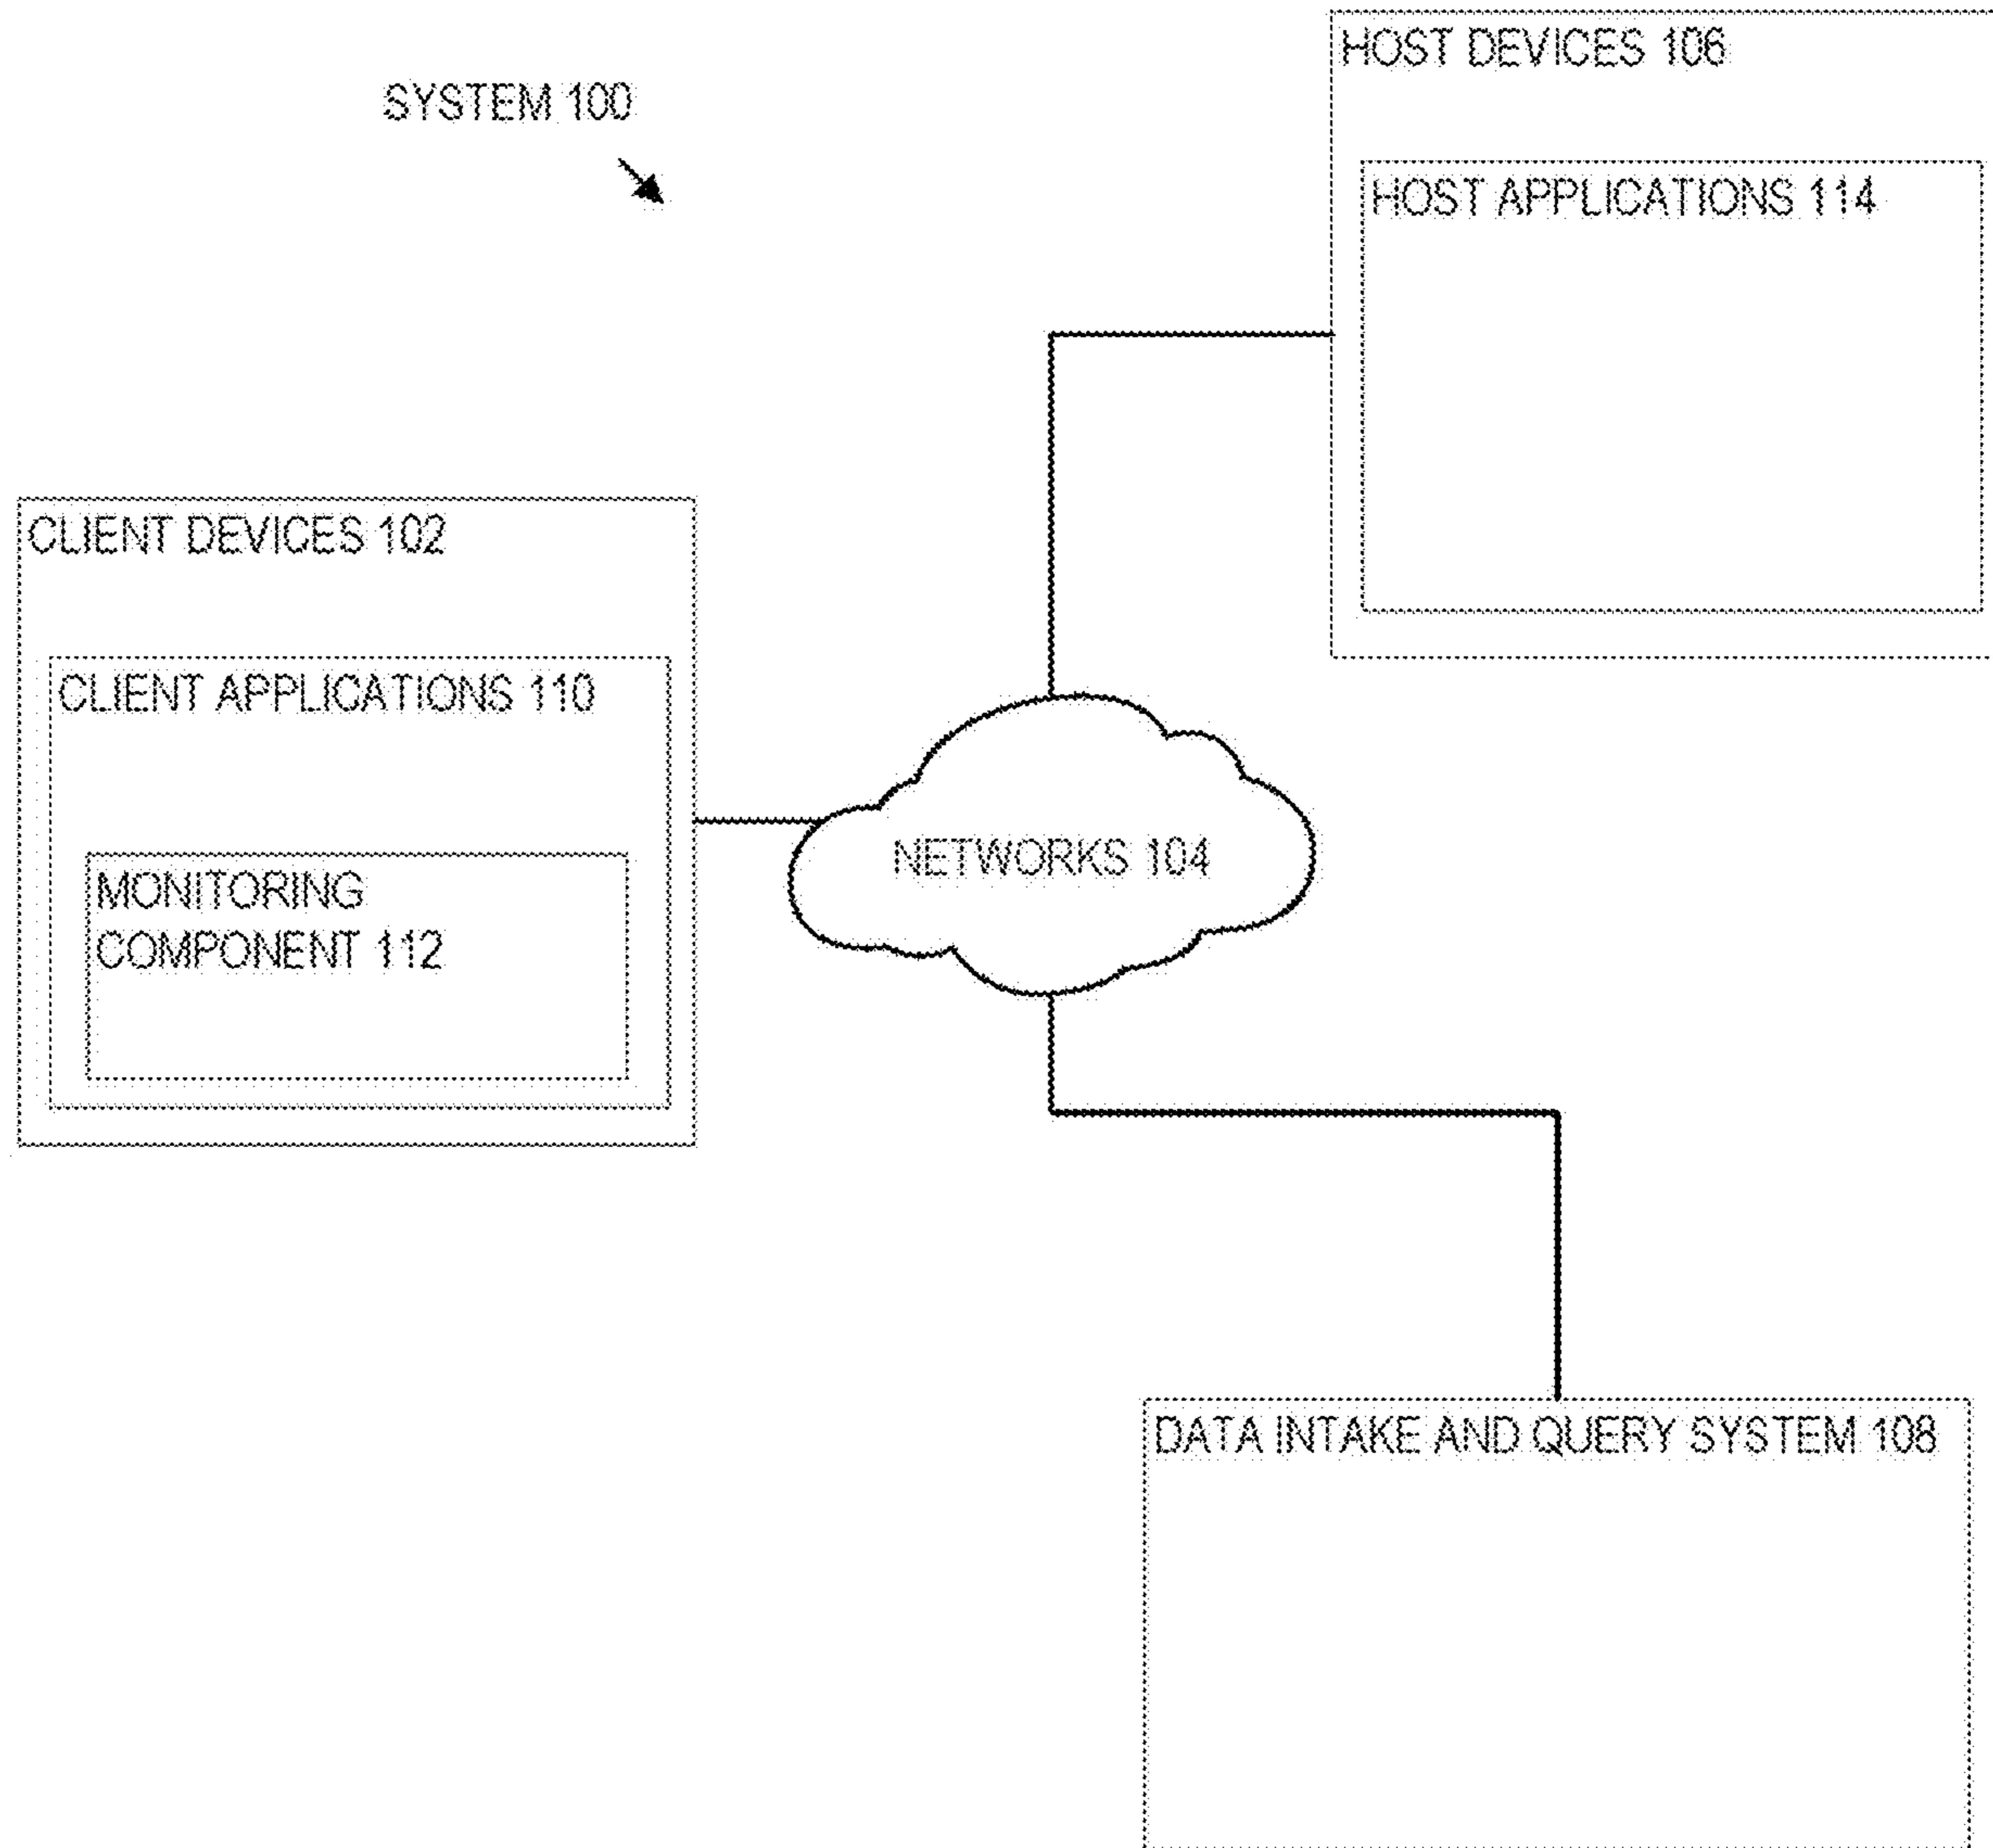 SYSTEM 100
HOST DEVICES 106
HOST APPLICATIONS 114
CLIENT DEVICES 102
CLIENT APPLICATIONS 110
MONITORING
COMPONENT 112
NETWORKS 104
DATA INTAKE AND QUERY SYSTEM 108